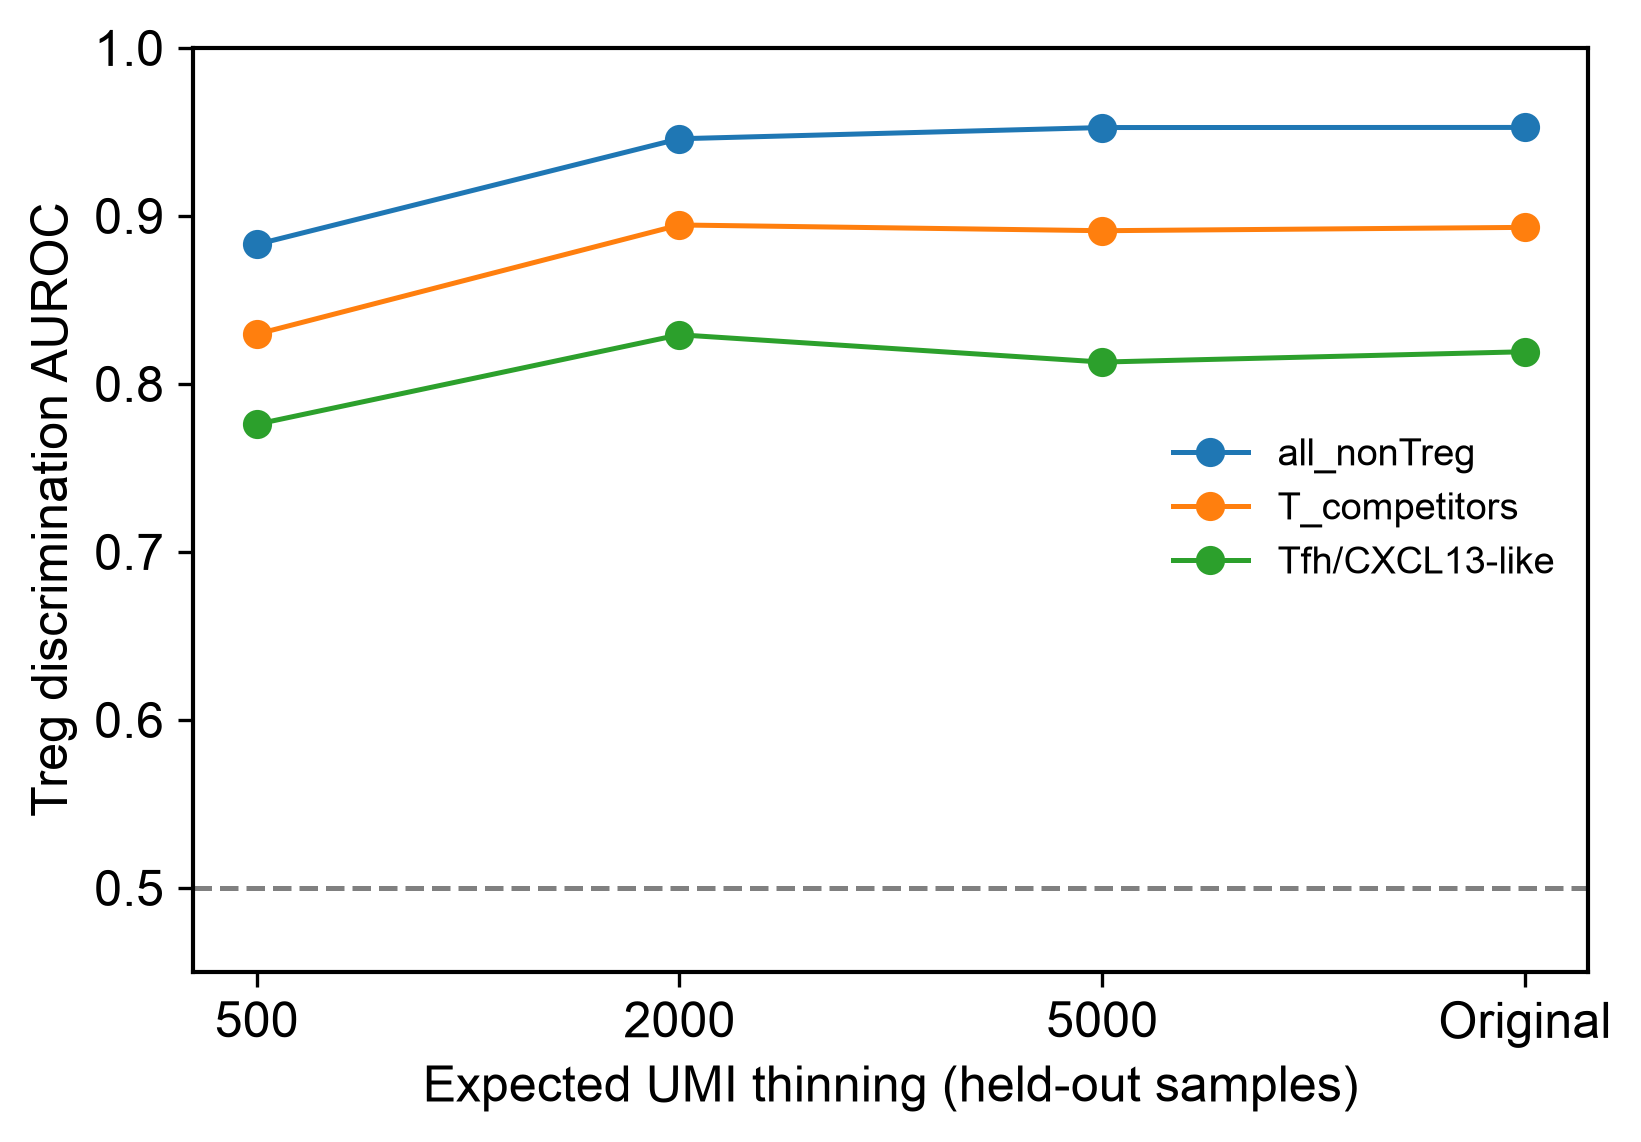 1.0
0.9
0.8
0.7
0.6
0.5
Treg discrimination AUROC
all_nonTreg
T_competitors
Tfh/CXCL13-like
500 2000 5000 Original
Expected UMI thinning (held-out samples)